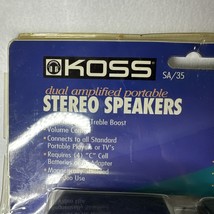 KOSS
SA/35
dual amplified portable
STEREO SPEAKERS
Treble Boost
Volume
• Connects to all Standard
Portable Players or TV's
• Requires (4) "C" Cell
Batteries